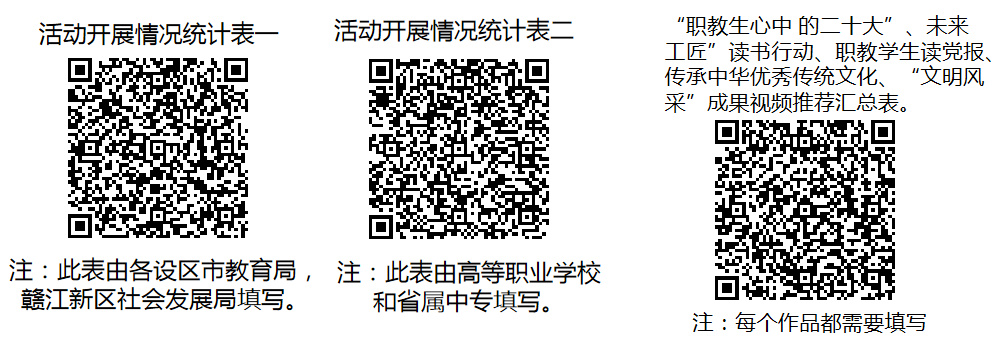 活动开展情况统计表一
注：此表由各设区市教育局，
赣江新区社会发展局填写。
活动开展情况统计表二
注：此表由高等职业学校
和省属中专填写。
“职教生心中 的二十大”、未来
工匠”读书行动、职教学生读党报、
传承中华优秀传统文化、“文明风
采”成果视频推荐汇总表。
注：每个作品都需要填写